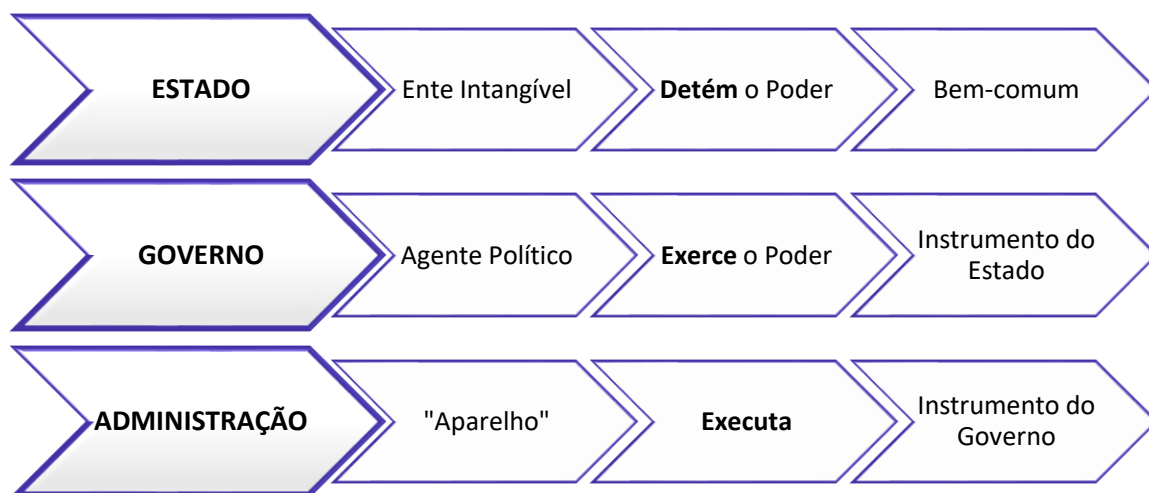 ESTADO
Ente Intangível
Detém o Poder
Bem-comum
GOVERNO
Agente Político
Exerce o Poder
Instrumento do
Estado
ADMINISTRAÇÃO
"Aparelho"
Executa
Instrumento do
Governo